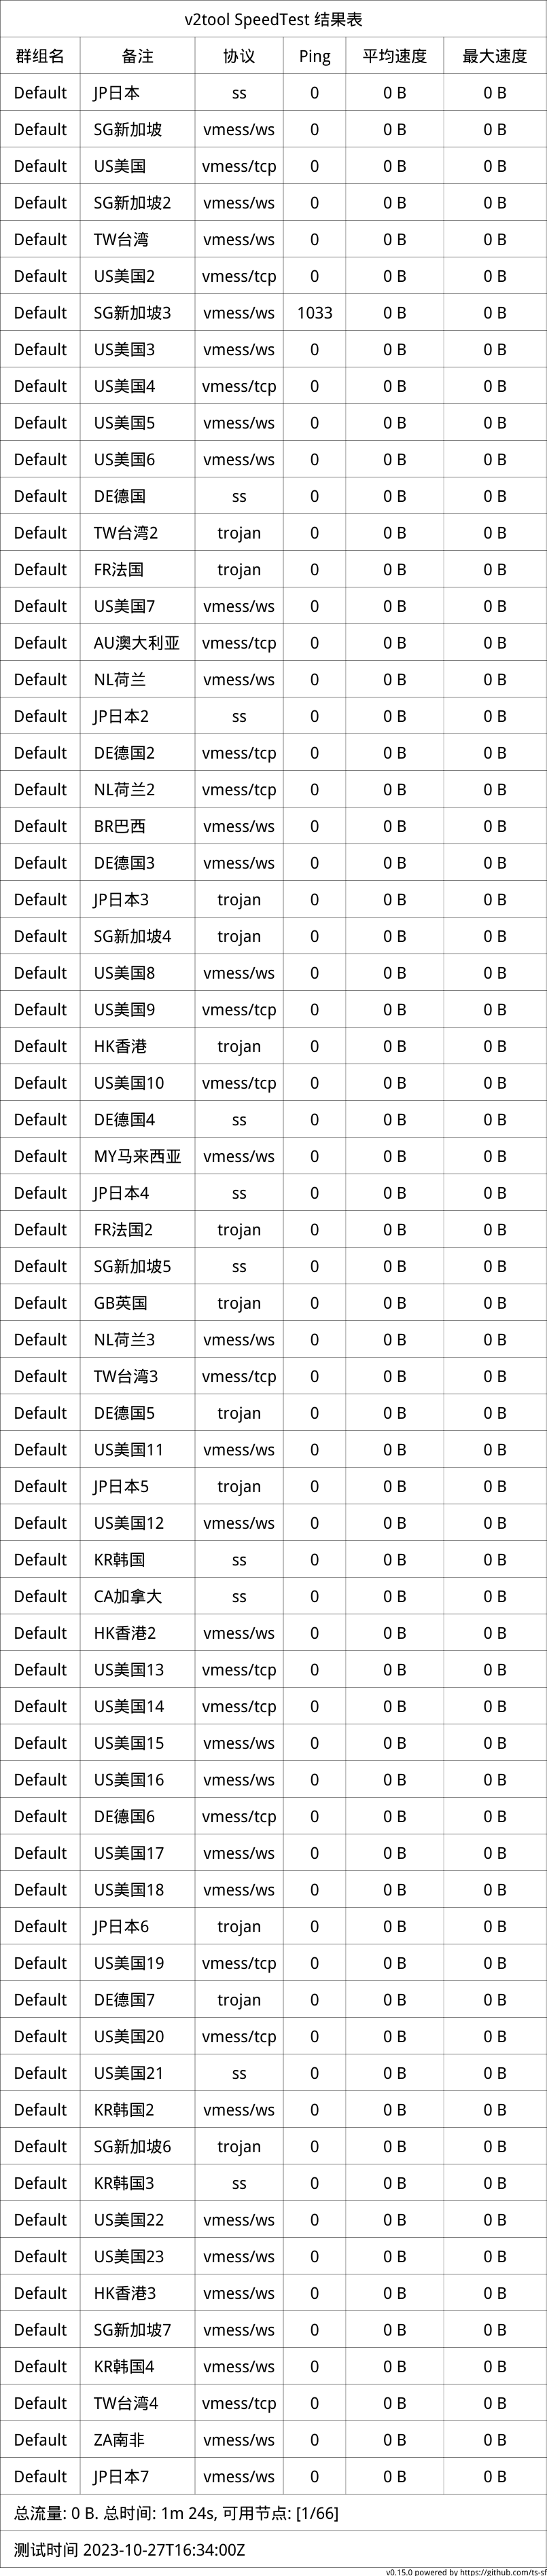 v2tool SpeedTest 结果表
群组名 备注 协议 Ping 平均速度 最大速度
Default JP日本 ss 0 0 B 0 B
Default SG新加坡 vmess/ws 0 0 B 0 B
Default US美国 vmess/tcp 0 0 B 0 B
Default SG新加坡2 vmess/ws 0 0 B 0 B
Default TW台湾 vmess/ws 0 0 B 0 B
Default US美国2 vmess/tcp 0 0 B 0 B
Default SG新加坡3 vmess/ws 1033 0 B 0 B
Default US美国3 vmess/ws 0 0 B 0 B
Default US美国4 vmess/tcp 0 0 B 0 B
Default US美国5 vmess/ws 0 0 B 0 B
Default US美国6 vmess/ws 0 0 B 0 B
Default DE德国 ss 0 0 B 0 B
Default TW台湾2 trojan 0 0 B 0 B
Default FR法国 trojan 0 0 B 0 B
Default US美国7 vmess/ws 0 0 B 0 B
Default AU澳大利亚 vmess/tcp 0 0 B 0 B
Default NL荷兰 vmess/ws 0 0 B 0 B
Default JP日本2 ss 0 0 B 0 B
Default DE德国2 vmess/tcp 0 0 B 0 B
Default NL荷兰2 vmess/tcp 0 0 B 0 B
Default BR巴西 vmess/ws 0 0 B 0 B
Default DE德国3 vmess/ws 0 0 B 0 B
Default JP日本3 trojan 0 0 B 0 B
Default SG新加坡4 trojan 0 0 B 0 B
Default US美国8 vmess/ws 0 0 B 0 B
Default US美国9 vmess/tcp 0 0 B 0 B
Default HK香港 trojan 0 0 B 0 B
Default US美国10 vmess/tcp 0 0 B 0 B
Default DE德国4 ss 0 0 B 0 B
Default MY马来西亚 vmess/ws 0 0 B 0 B
Default JP日本4 ss 0 0 B 0 B
Default FR法国2 trojan 0 0 B 0 B
Default SG新加坡5 ss 0 0 B 0 B
Default GB英国 trojan 0 0 B 0 B
Default NL荷兰3 vmess/ws 0 0 B 0 B
Default TW台湾3 vmess/tcp 0 0 B 0 B
Default DE德国5 trojan 0 0 B 0 B
Default US美国11 vmess/ws 0 0 B 0 B
Default JP日本5 trojan 0 0 B 0 B
Default US美国12 vmess/ws 0 0 B 0 B
Default KR韩国 ss 0 0 B 0 B
Default CA加拿大 ss 0 0 B 0 B
Default HK香港2 vmess/ws 0 0 B 0 B
Default US美国13 vmess/tcp 0 0 B 0 B
Default US美国14 vmess/tcp 0 0 B 0 B
Default US美国15 vmess/ws 0 0 B 0 B
Default US美国16 vmess/ws 0 0 B 0 B
Default DE德国6 vmess/tcp 0 0 B 0 B
Default US美国17 vmess/ws 0 0 B 0 B
Default US美国18 vmess/ws 0 0 B 0 B
Default JP日本6 trojan 0 0 B 0 B
Default US美国19 vmess/tcp 0 0 B 0 B
Default DE德国7 trojan 0 0 B 0 B
Default US美国20 vmess/tcp 0 0 B 0 B
Default US美国21 ss 0 0 B 0 B
Default KR韩国2 vmess/ws 0 0 B 0 B
Default SG新加坡6 trojan 0 0 B 0 B
Default KR韩国3 ss 0 0 B 0 B
Default US美国22 vmess/ws 0 0 B 0 B
Default US美国23 vmess/ws 0 0 B 0 B
Default HK香港3 vmess/ws 0 0 B 0 B
Default SG新加坡7 vmess/ws 0 0 B 0 B
Default KR韩国4 vmess/ws 0 0 B 0 B
Default TW台湾4 vmess/tcp 0 0 B 0 B
Default ZA南非 vmess/ws 0 0 B 0 B
Default JP日本7 vmess/ws 0 0 B 0 B
总流量: 0 B. 总时间: 1m 24s, 可用节点: [1/66]
测试时间 2023-10-27T16:34:00Z
v0.15.0 powered by https://github.com/ts-sf